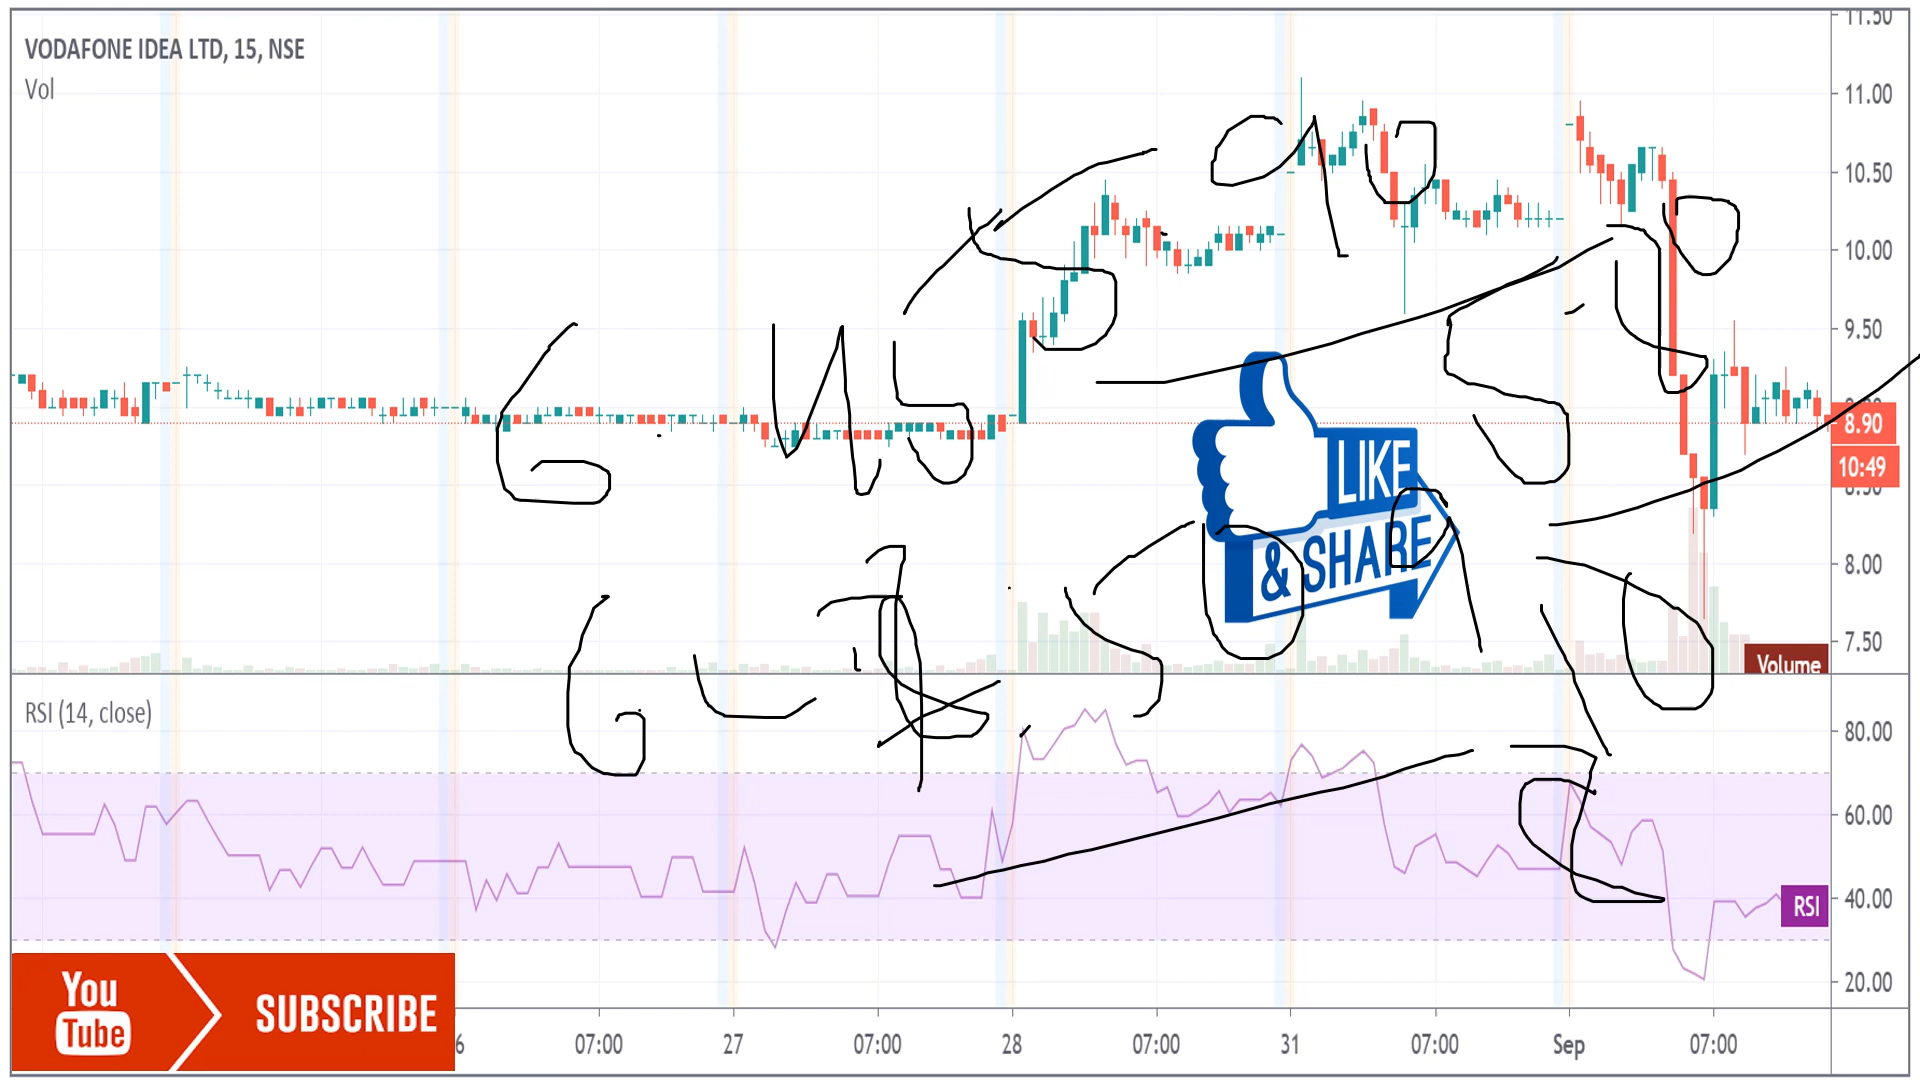 VODAFONE IDEA LTD, 15, NSE
Vol
11.50
11.00
10.50
10.00
9.50
8.90
10:49
8.00
7.50
LIKE
& SHARE
Volume
RSI (14, close)
80.00
60.00
40.00
20.00
RSI
You
Tube
SUBSCRIBE
6 07:00 27 07:00 28 07:00 31 07:00 Sep 07:00